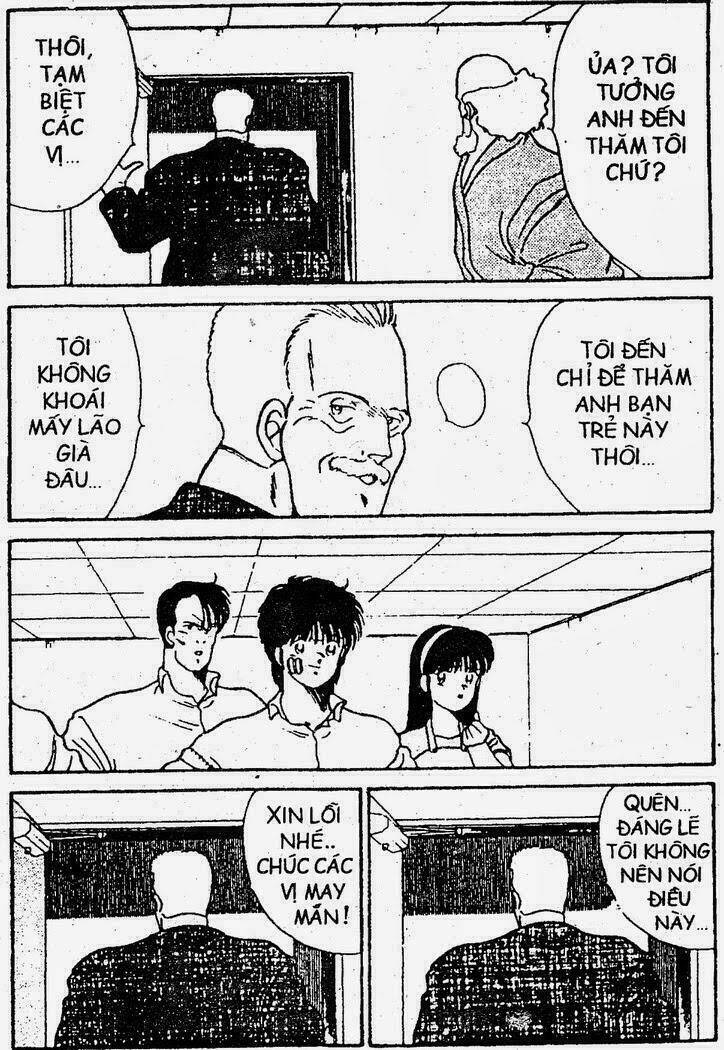 ỦA? TÔI
TƯỞNG
ANH ĐẾN
THĂM TÔI
CHỨ?
THÔI,
TẠM
BIỆT
CÁC
VỊ...
TÔI ĐẾN
CHỈ ĐỂ THĂM
ANH BẠN
TRẺ NÀY
THÔI...
TÔI
KHÔNG
KHOÁI
MẤY LÃO
GIÀ
ĐÂU...
QUÊN...
ĐÁNG LẼ
TÔI KHÔNG
NÊN NÓI
ĐIỀU
NÀY...
XIN LỖI
NHÉ..
CHÚC CÁC
VỊ MAY
MẮN!